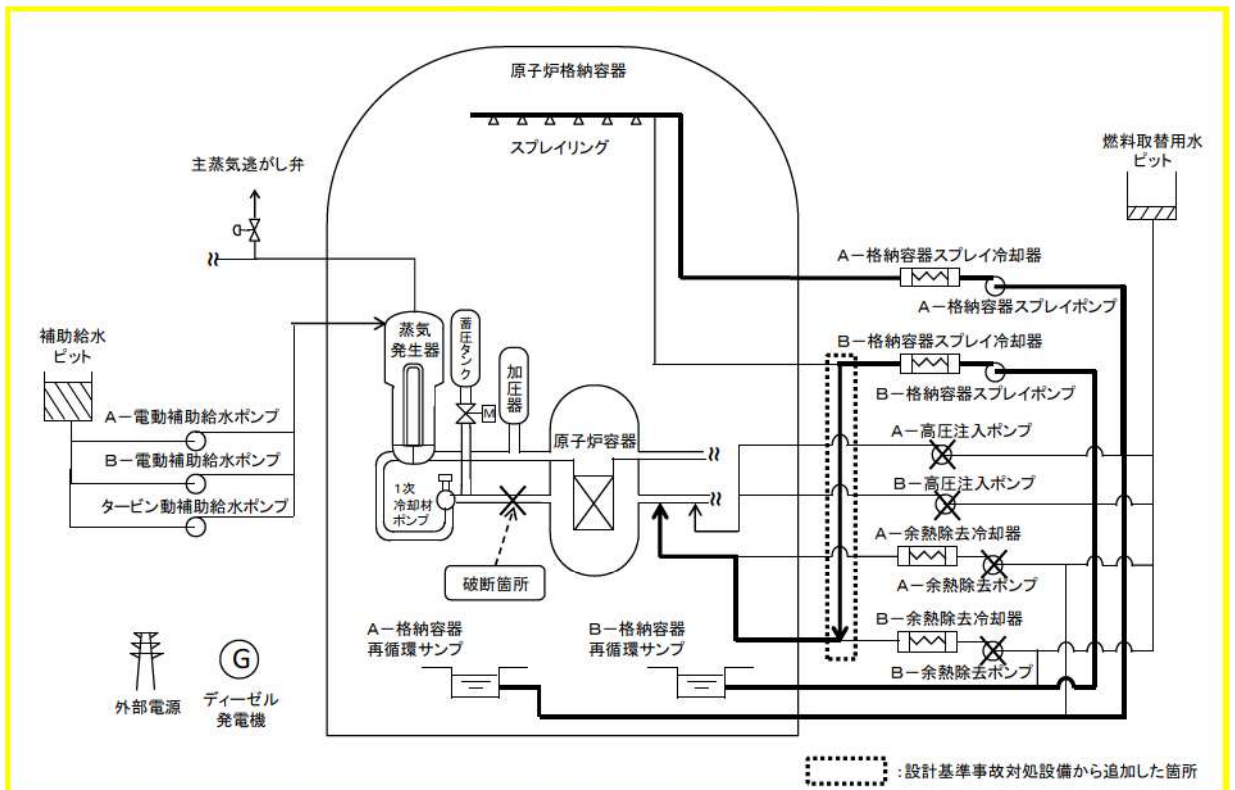 原子炉格納容器
スプレイリング
燃料取替用水
ピット
主蒸気逃がし弁
A-格納容器スプレイ冷却器
A-格納容器スプレイポンプ
補助給水
ピット
蒸気
発生器
蓄圧タンク
加圧器
M
B-格納容器スプレイ冷却器
B-格納容器スプレイポンプ
A-電動補助給水ポンプ
B-電動補助給水ポンプ
タービン動補助給水ポンプ
原子炉容器
1次
冷却材
ポンプ
A-高圧注入ポンプ
B-高圧注入ポンプ
A-余熱除去冷却器
A-余熱除去ポンプ
破断箇所
B-余熱除去冷却器
B-余熱除去ポンプ
A-格納容器
再循環サンプ
B-格納容器
再循環サンプ
外部電源
G
ディーゼル
発電機
:設計基準事故対処設備から追加した箇所